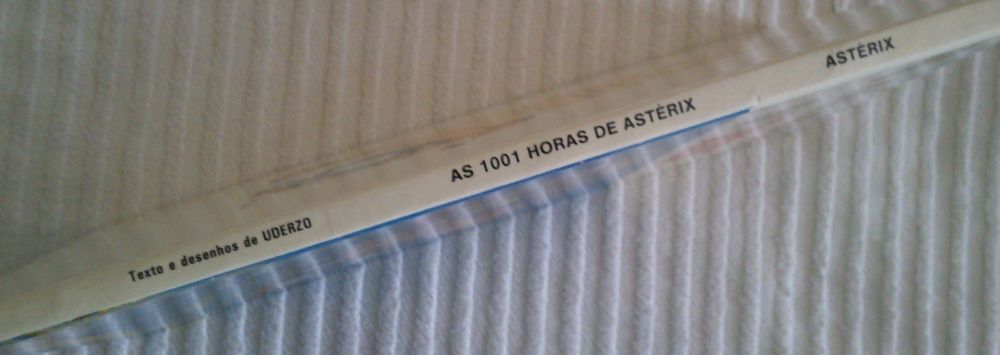 Texto e desenhos de UDERZO
AS 1001 HORAS DE ASTÉRIX
ASTÉRIX